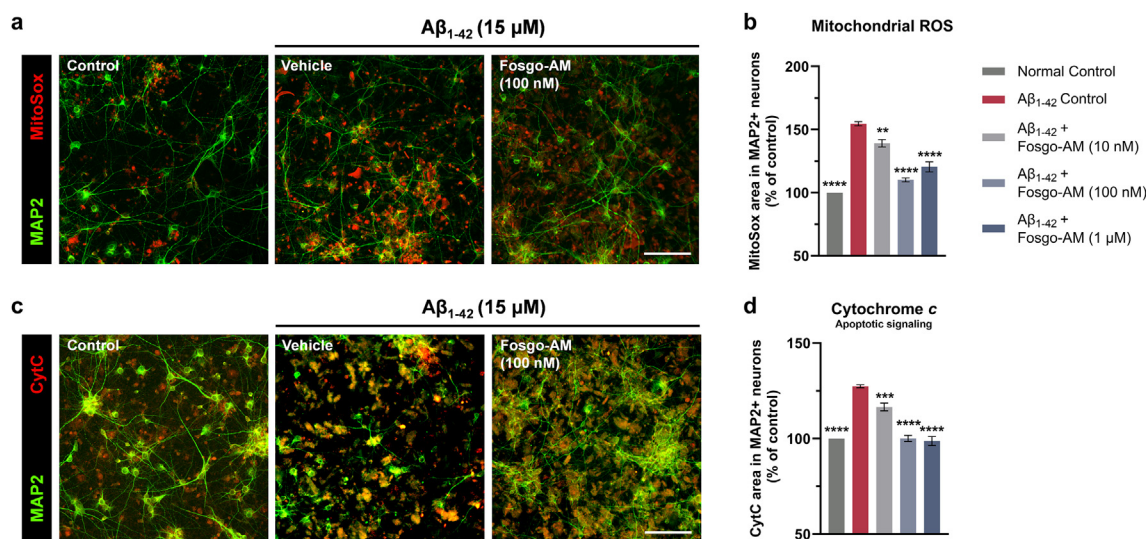 a
Aβ1-42 (15 µM)
MAP2 MitoSox
Control
Vehicle
Fosgo-AM
(100 nM)
b
Mitochondrial ROS
MitoSox area in MAP2+ neurons
(% of control)
200
150
100
50
****
**
****
****
Normal Control
Aβ1-42 Control
Aβ1-42 +
Fosgo-AM (10 nM)
Aβ1-42 +
Fosgo-AM (100 nM)
Aβ1-42 +
Fosgo-AM (1 µM)
c
Aβ1-42 (15 µM)
MAP2 CytC
Control
Vehicle
Fosgo-AM
(100 nM)
d
Cytochrome c
Apoptotic signaling
CytC area in MAP2+ neurons
(% of control)
150
100
50
****
***
****
****